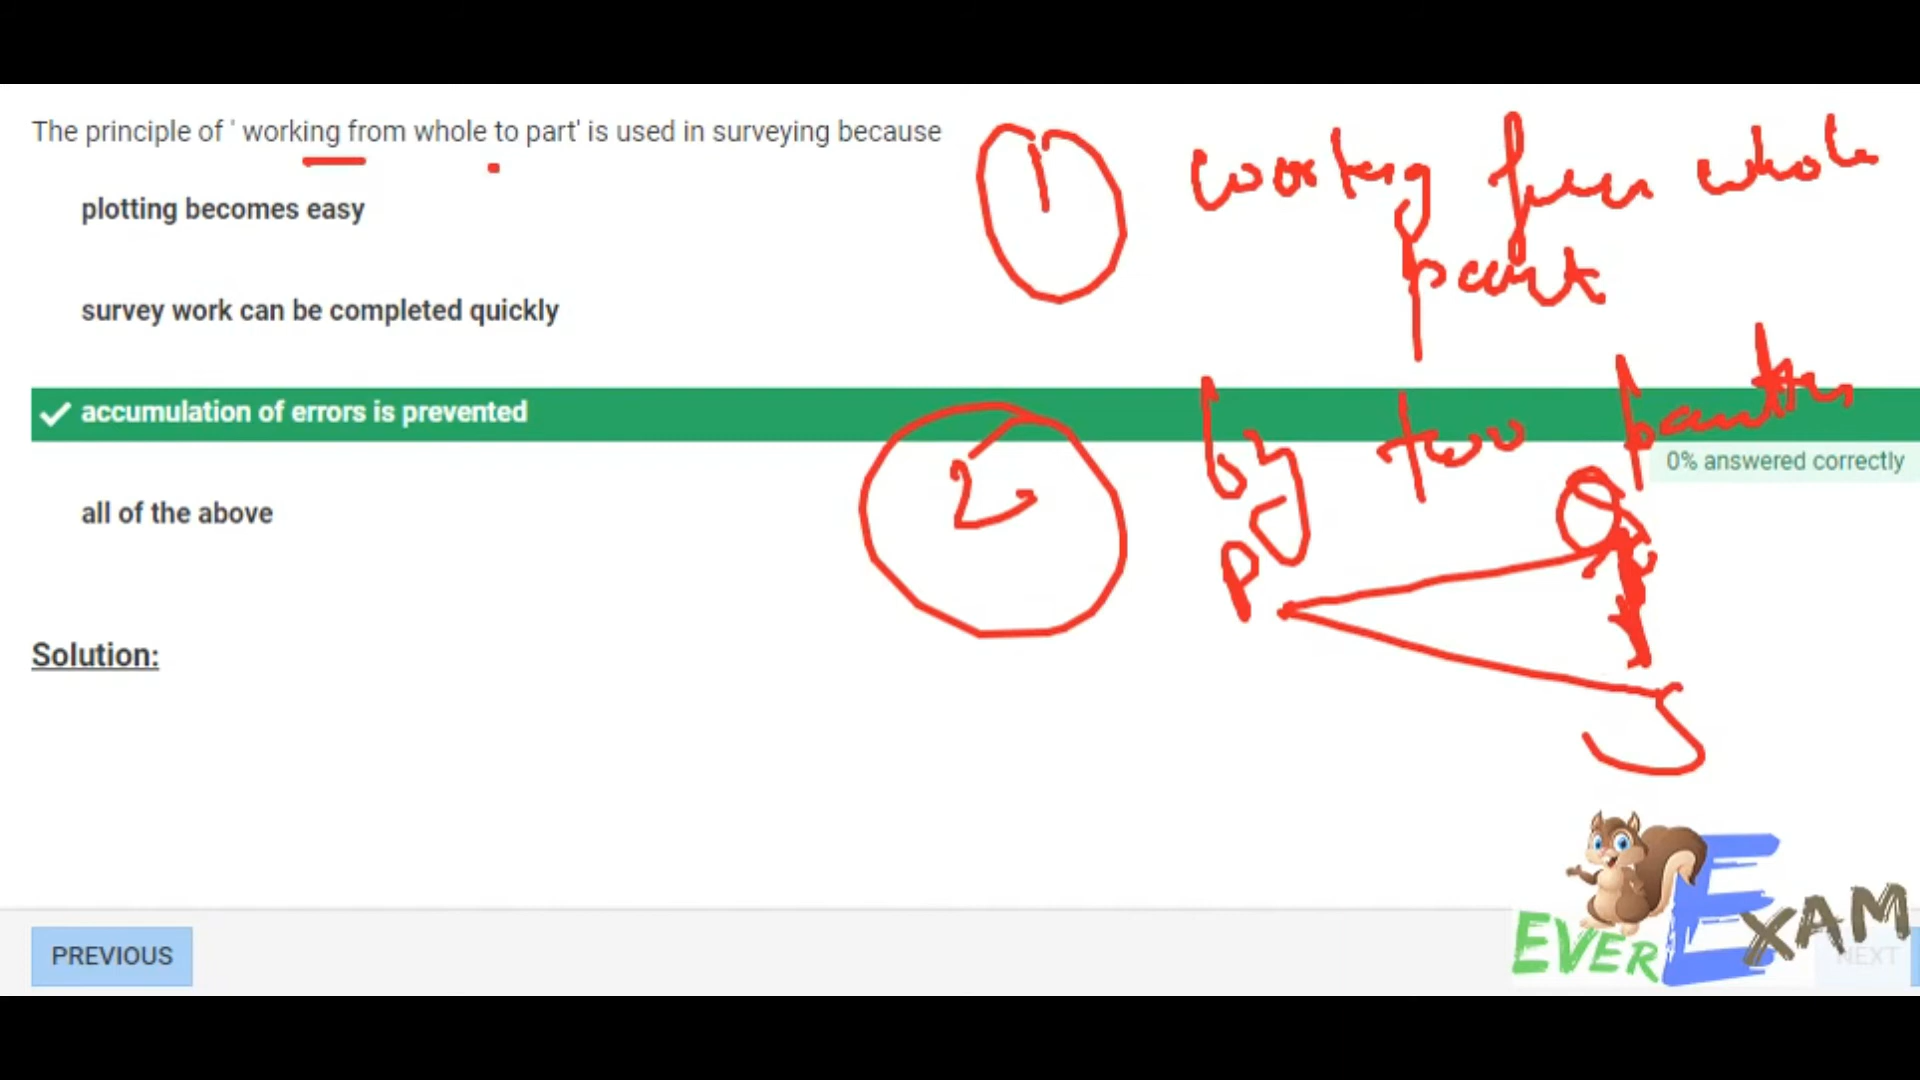 The principle of ' working from whole to part' is used in surveying because
plotting becomes easy
survey work can be completed quickly
accumulation of errors is prevented
0% answered correctly
all of the above
Solution:
1 working from whole
part
2 by two
P
PREVIOUS
NEXT
EVER EXAM